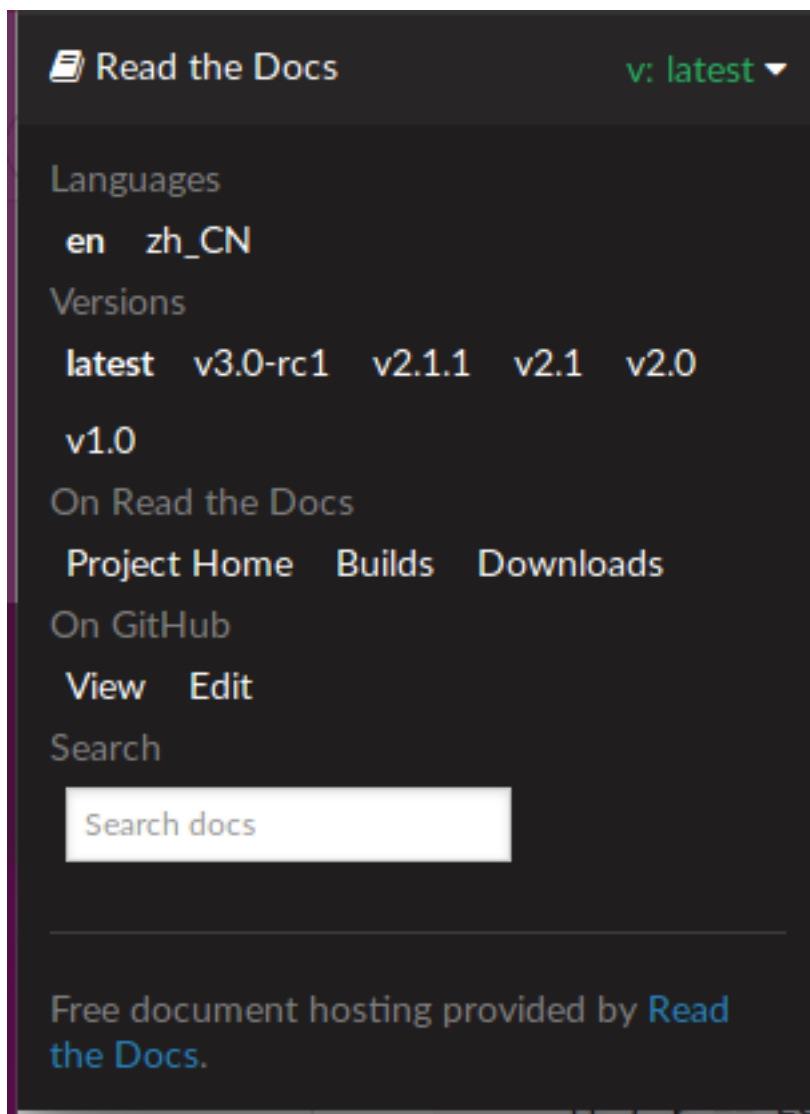 Read the Docs v: latest
Languages
en zh_CN
Versions
latest v3.0-rc1 v2.1.1 v2.1 v2.0
v1.0
On Read the Docs
Project Home Builds Downloads
On GitHub
View Edit
Search
Search docs
Free document hosting provided by Read
the Docs.